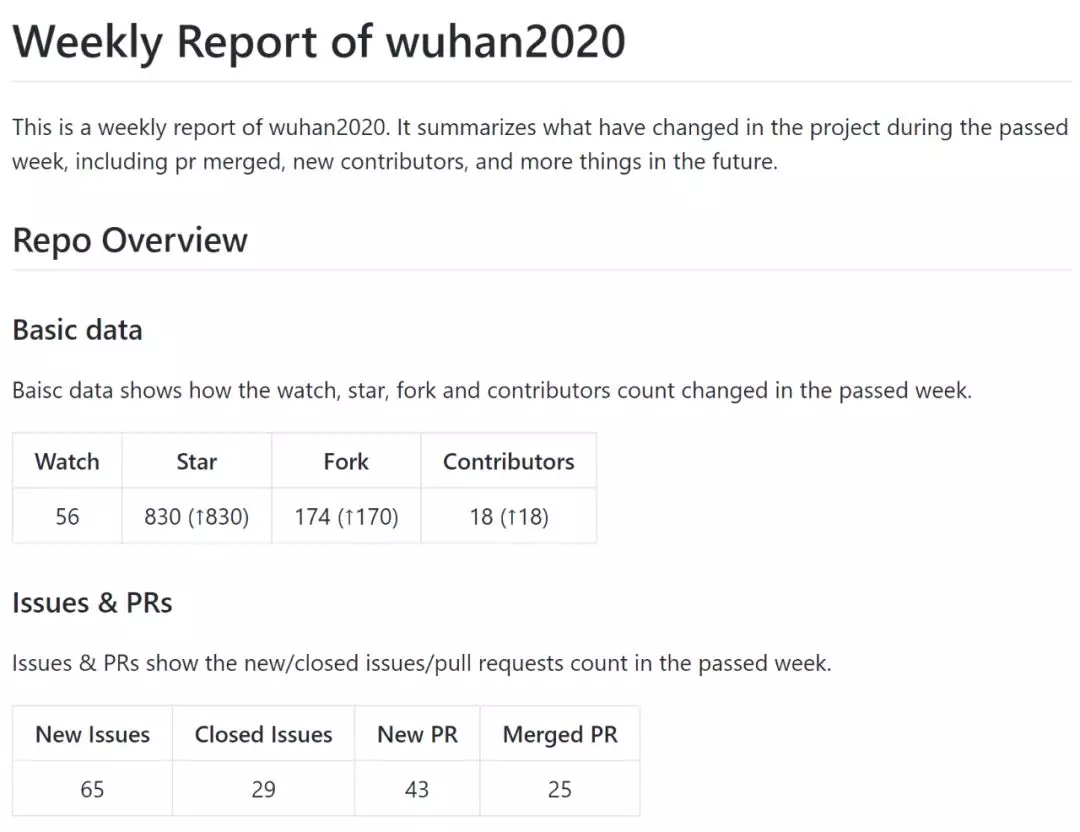 Weekly Report of wuhan2020
This is a weekly report of wuhan2020. It summarizes what have changed in the project during the passed
week, including pr merged, new contributors, and more things in the future.
Repo Overview
Basic data
Baisc data shows how the watch, star, fork and contributors count changed in the passed week.
Watch Star Fork Contributors
56 830 (↑830) 174 (↑170) 18 (↑18)
Issues & PRs
Issues & PRs show the new/closed issues/pull requests count in the passed week.
New Issues Closed Issues New PR Merged PR
65 29 43 25